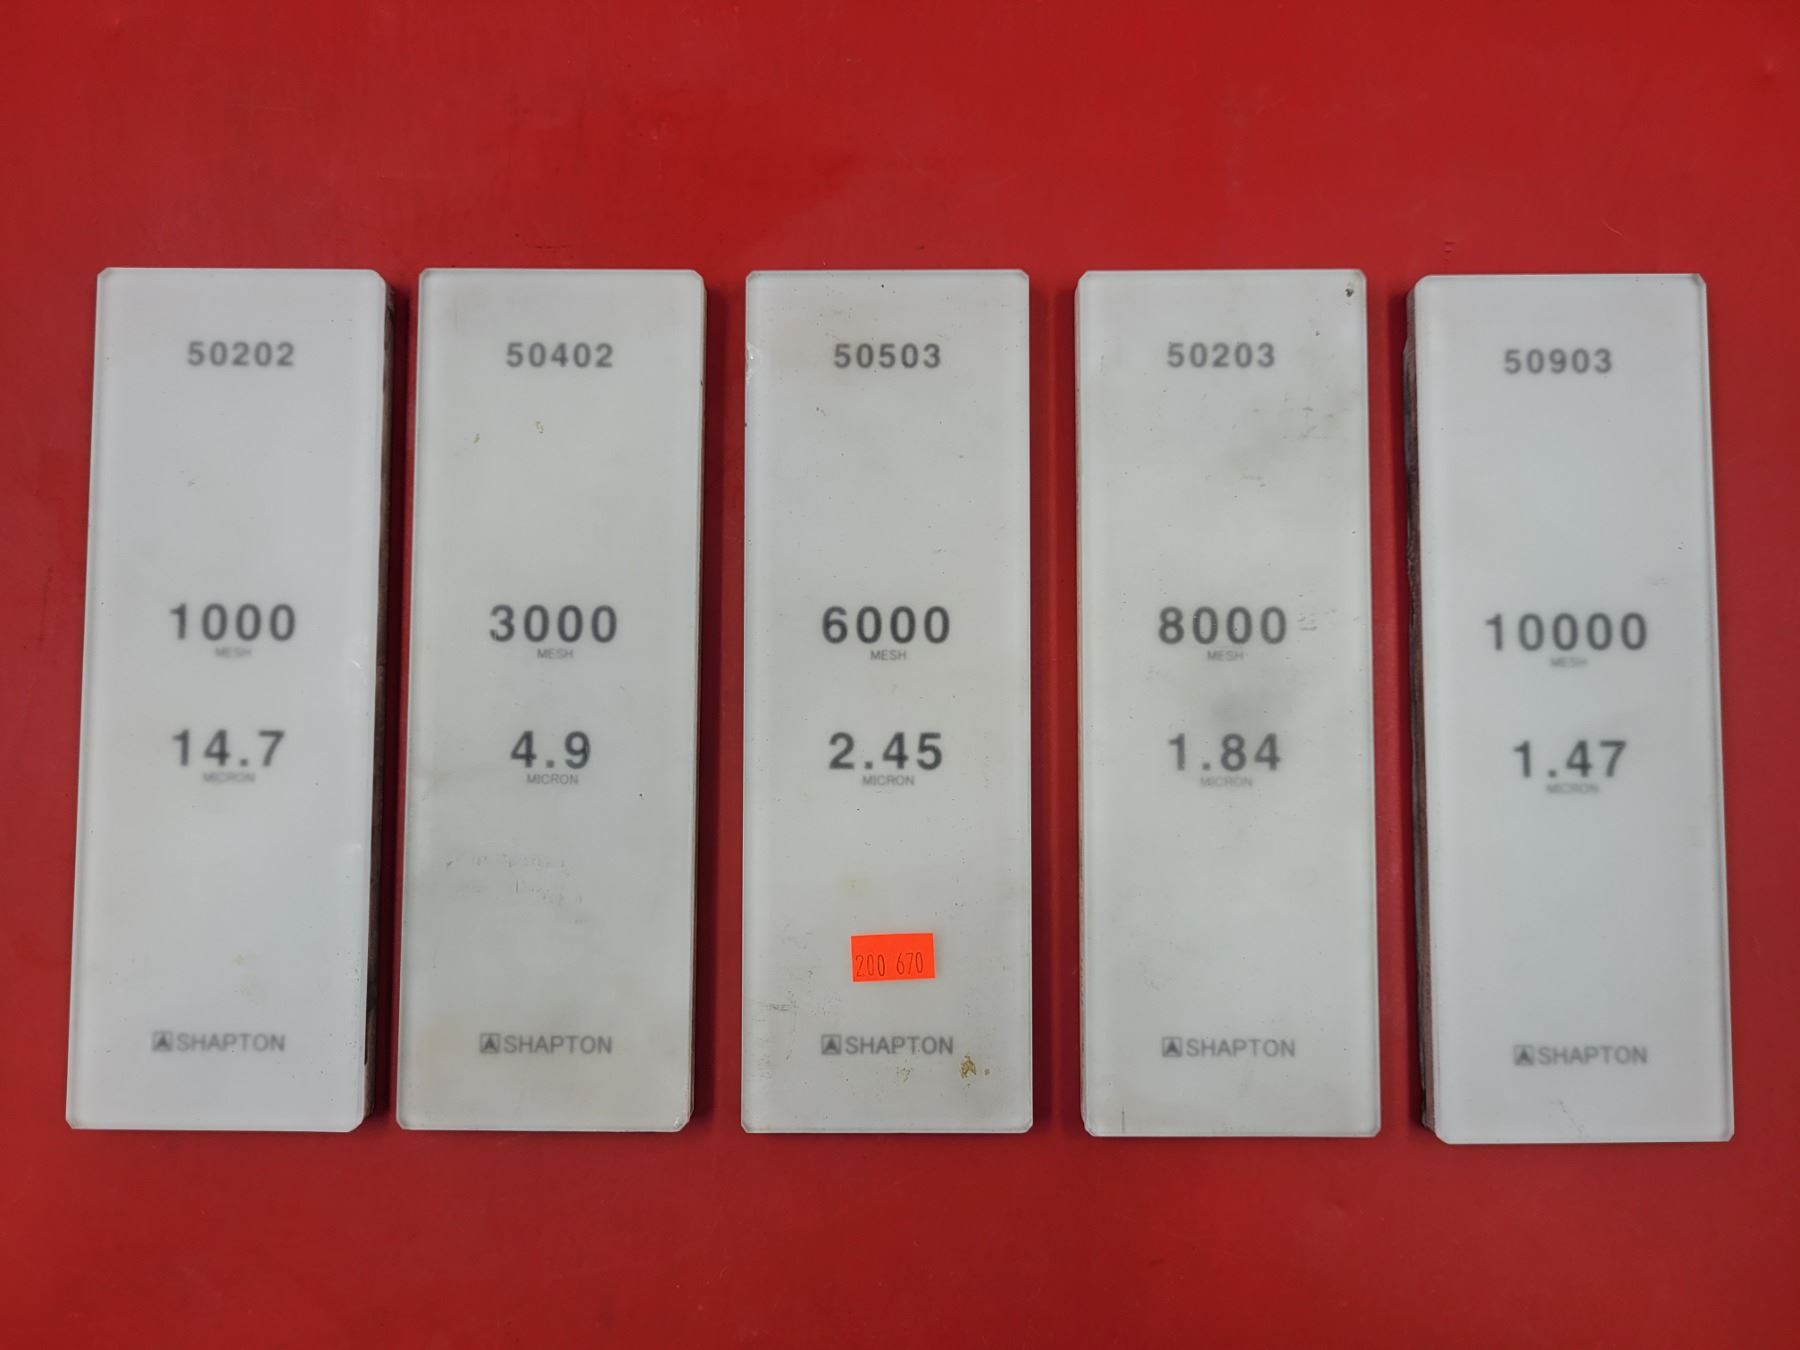 50202
1000
MESH
14.7
MICRON
SHAPTON
50402
3000
MESH
4.9
MICRON
SHAPTON
50503
6000
MESH
2.45
MICRON
200 670
SHAPTON
50203
8000
MESH
1.84
MICRON
SHAPTON
50903
10000
MESH
1.47
MICRON
SHAPTON